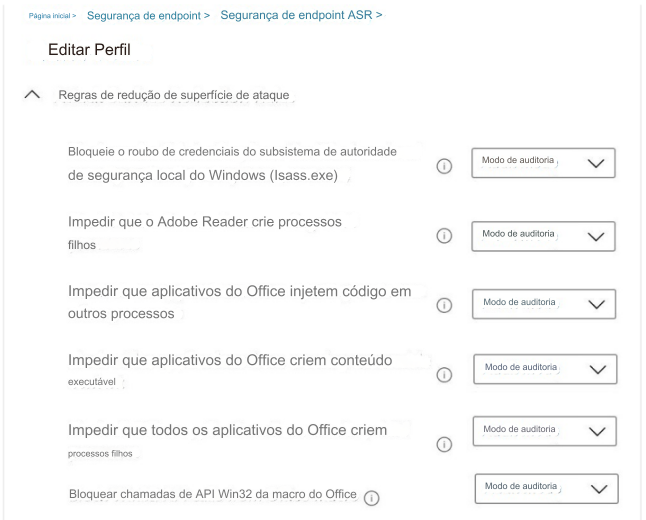 Página inicial > Segurança de endpoint > Segurança de endpoint ASR >
Editar Perfil
Regras de redução de superfície de ataque
Bloqueie o roubo de credenciais do subsistema de autoridade
de segurança local do Windows (Isass.exe)
Modo de auditoria
Impedir que o Adobe Reader crie processos
filhos
Modo de auditoria
Impedir que aplicativos do Office injetem código em
outros processos
Modo de auditoria
Impedir que aplicativos do Office criem conteúdo
executável
Modo de auditoria
Impedir que todos os aplicativos do Office criem
processos filhos
Modo de auditoria
Bloquear chamadas de API Win32 da macro do Office
Modo de auditoria